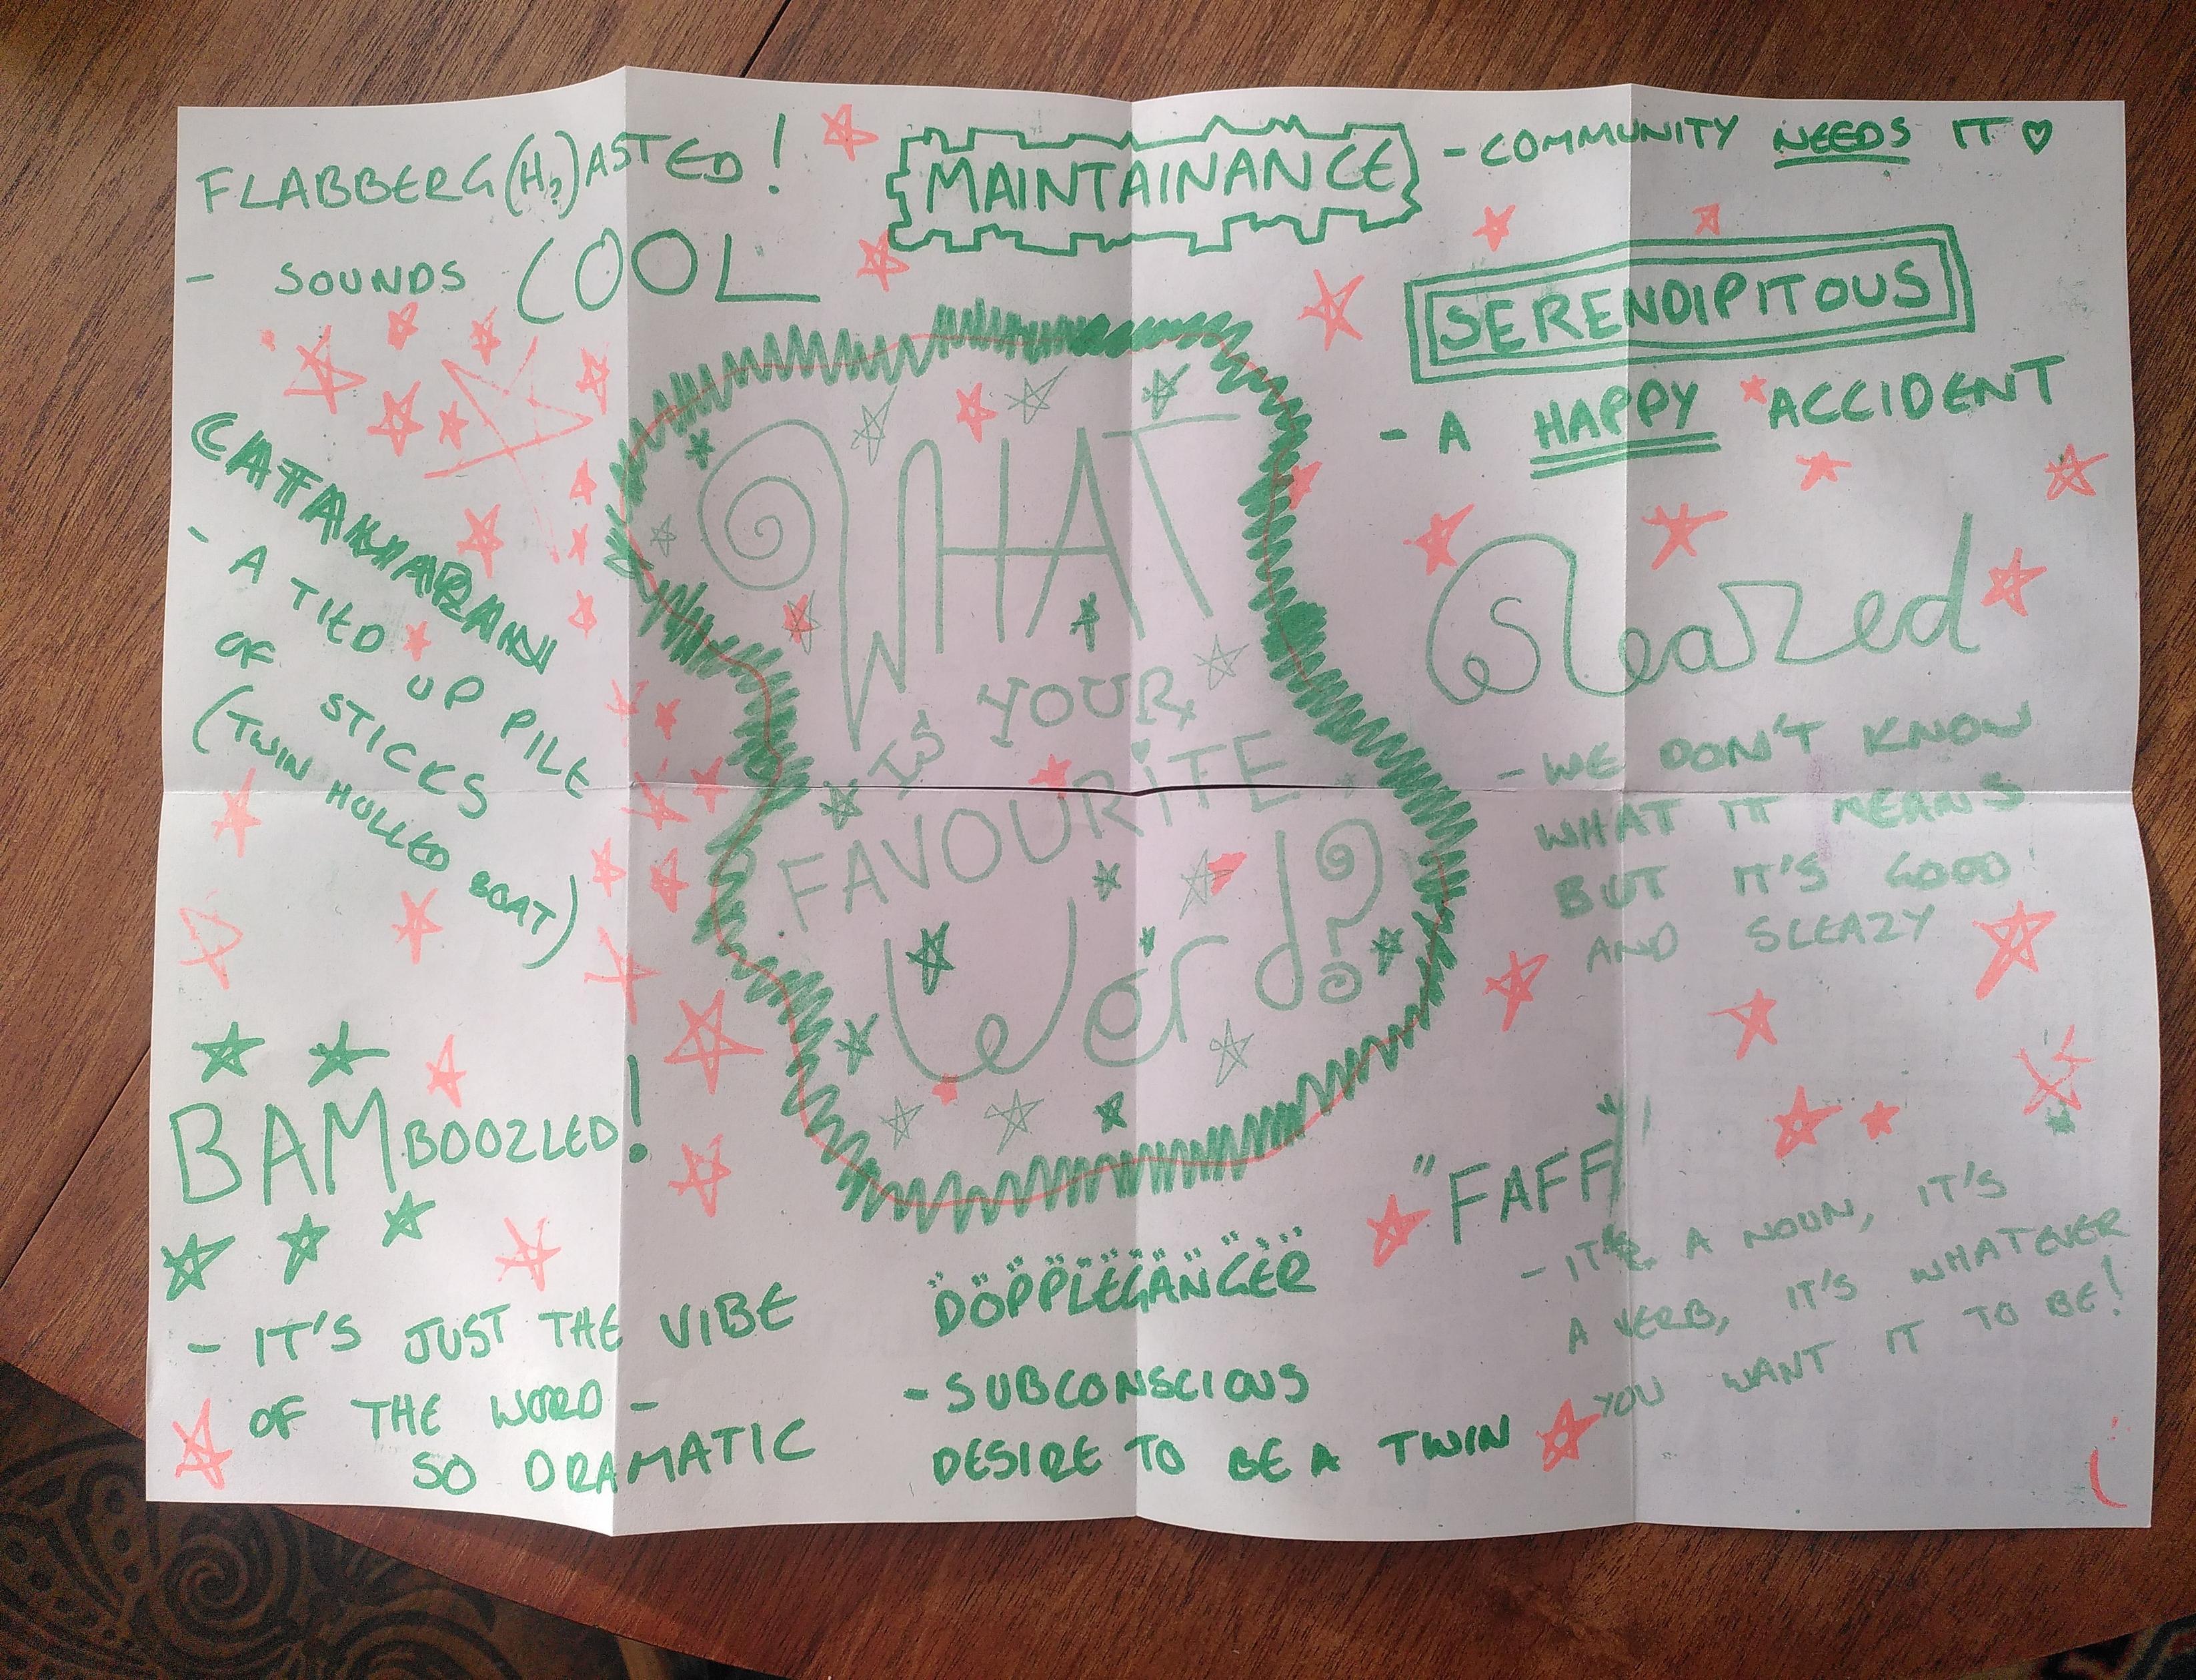 FLABBERG(H?)ASTED!
- SOUNDS COOL
MAINTAINANCE
- COMMUNITY NEEDS IT ♡
SERENDIPITOUS
- A HAPPY ACCIDENT
CATAMARAN
- A TIED UP PILE
OF STICKS
(TWIN HULLED BOAT)
WHAT
IS YOUR
FAVOURITE
Word?
Sleazed
- WE DON'T KNOW
WHAT IT MEANS
BUT IT'S GOOD
AND SLEAZY
BAMBOOZLED!
- IT'S JUST THE VIBE
OF THE WORD -
SO DRAMATIC
DOPPLEGANGER
- SUBCONSCIOUS
DESIRE TO BE A TWIN
"FAFF"
- IT'S A NOUN, IT'S
A VERB, IT'S WHATEVER
YOU WANT IT TO BE!